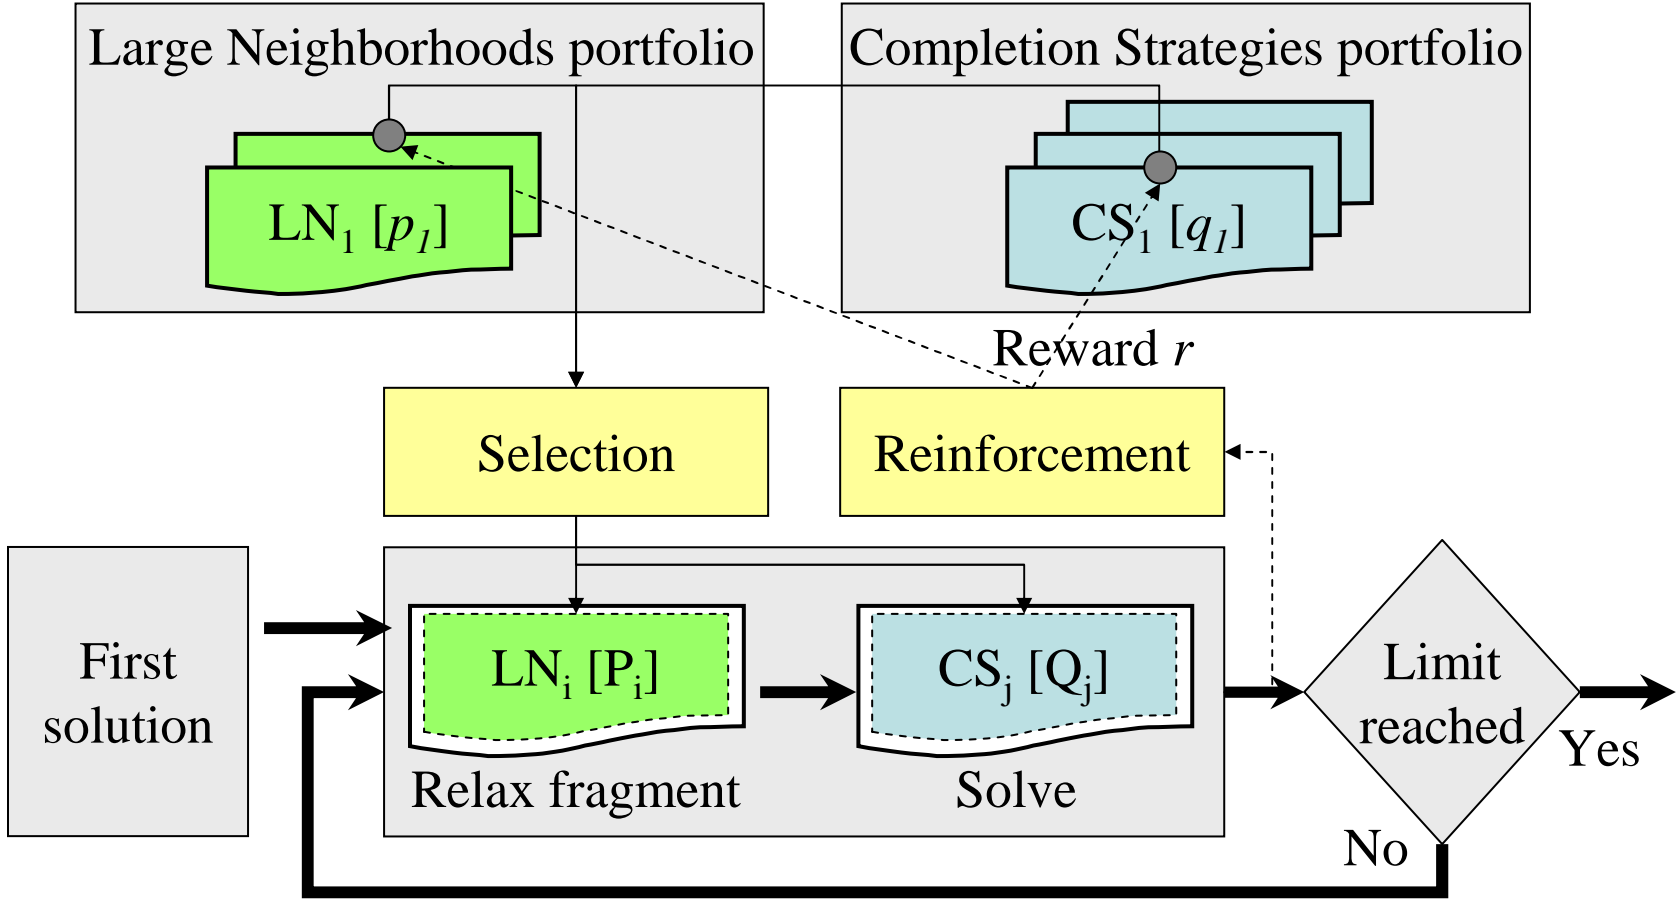 Large Neighborhoods portfolio
Completion Strategies portfolio
LN1 [p1]
CS1 [q1]
Reward r
Selection
Reinforcement
First
solution
LNi [Pi]
CSj [Qj]
Relax fragment
Solve
Limit
reached
Yes
No